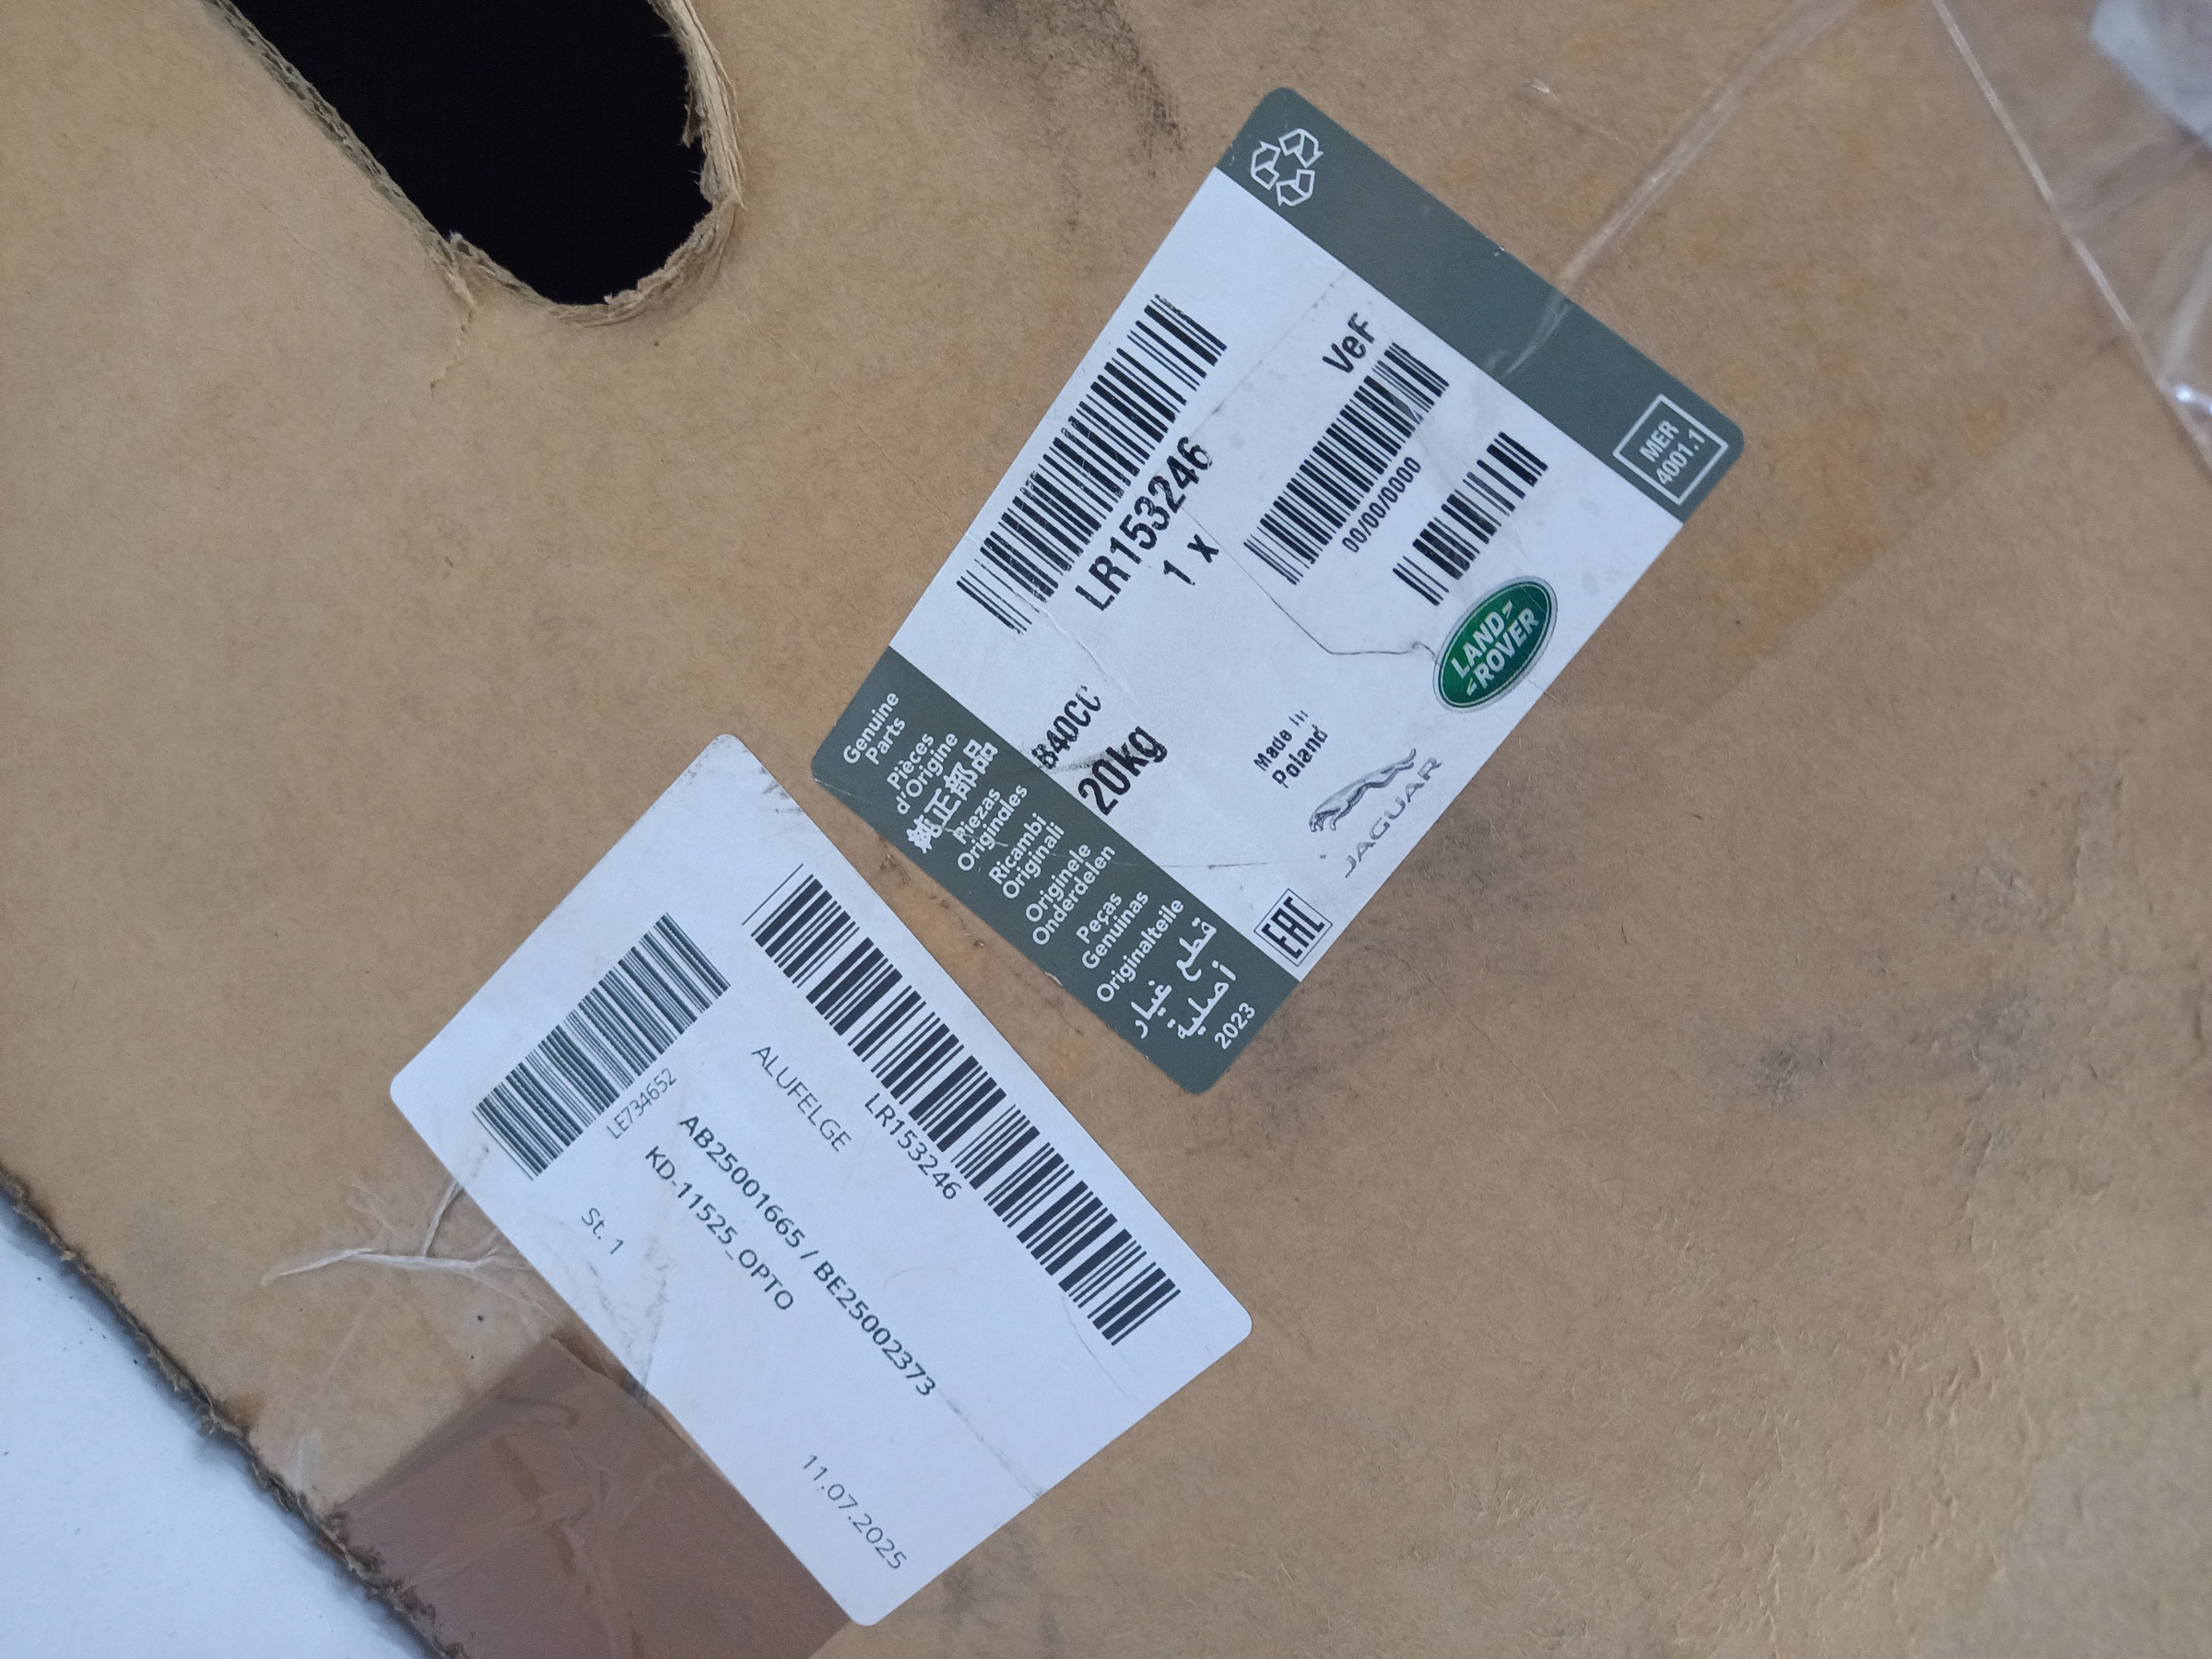 LR153246
1 x
VeF
00/00/0000
B40CC
20kg
Made in
Poland
LAND
ROVER
JAGUAR
EAC
MER
4001.1
Genuine
Parts
Pièces
d'Origine
純正部品
Piezas
Originales
Ricambi
Originali
Originele
Onderdelen
Peças
Genuinas
Originalteile
قطع غيار
أصلية
2023
LR153246
ALUFELGE
LE734652
AB25001665 / BE25002373
KD-11525_OPTO
St. 1
11.07.2025